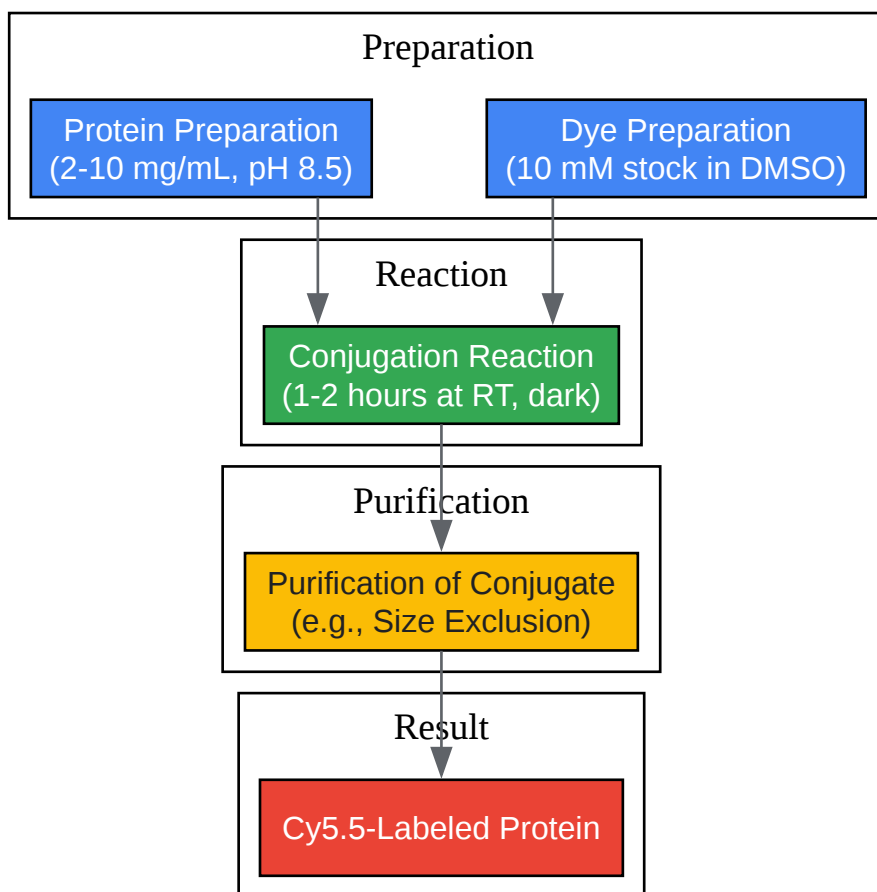 Preparation
Protein Preparation
(2-10 mg/mL, pH 8.5)
Dye Preparation
(10 mM stock in DMSO)
Reaction
Conjugation Reaction
(1-2 hours at RT, dark)
Purification
Purification of Conjugate
(e.g., Size Exclusion)
Result
Cy5.5-Labeled Protein